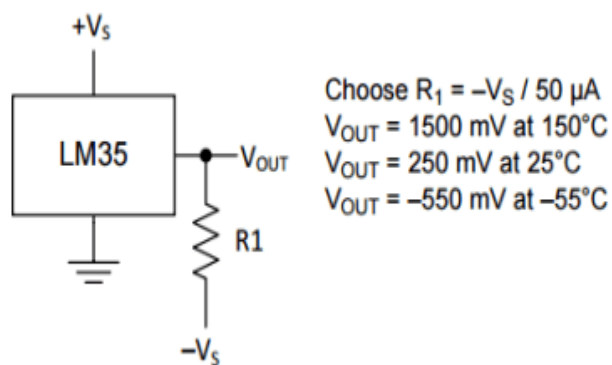 +Vs
LM35
VOUT
R1
–Vs
Choose R1 = –VS / 50 µA
VOUT = 1500 mV at 150°C
VOUT = 250 mV at 25°C
VOUT = –550 mV at –55°C